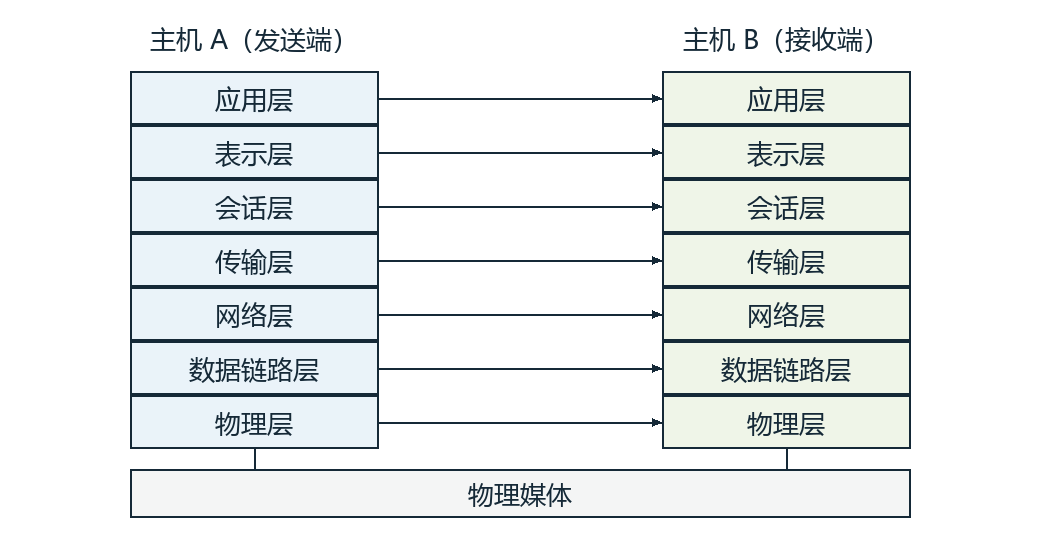 主机 A（发送端）
主机 B（接收端）
应用层
应用层
表示层
表示层
会话层
会话层
传输层
传输层
网络层
网络层
数据链路层
数据链路层
物理层
物理层
物理媒体